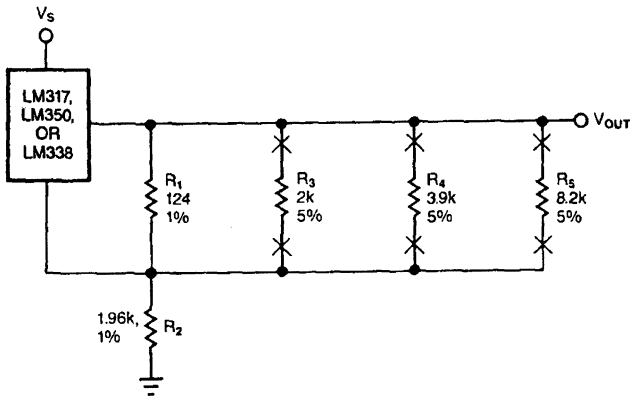 VS
LM317,
LM350,
OR
LM338
VOUT
R1
124
1%
R3
2k
5%
R4
3.9k
5%
R5
8.2k
5%
1.96k,
1%
R2